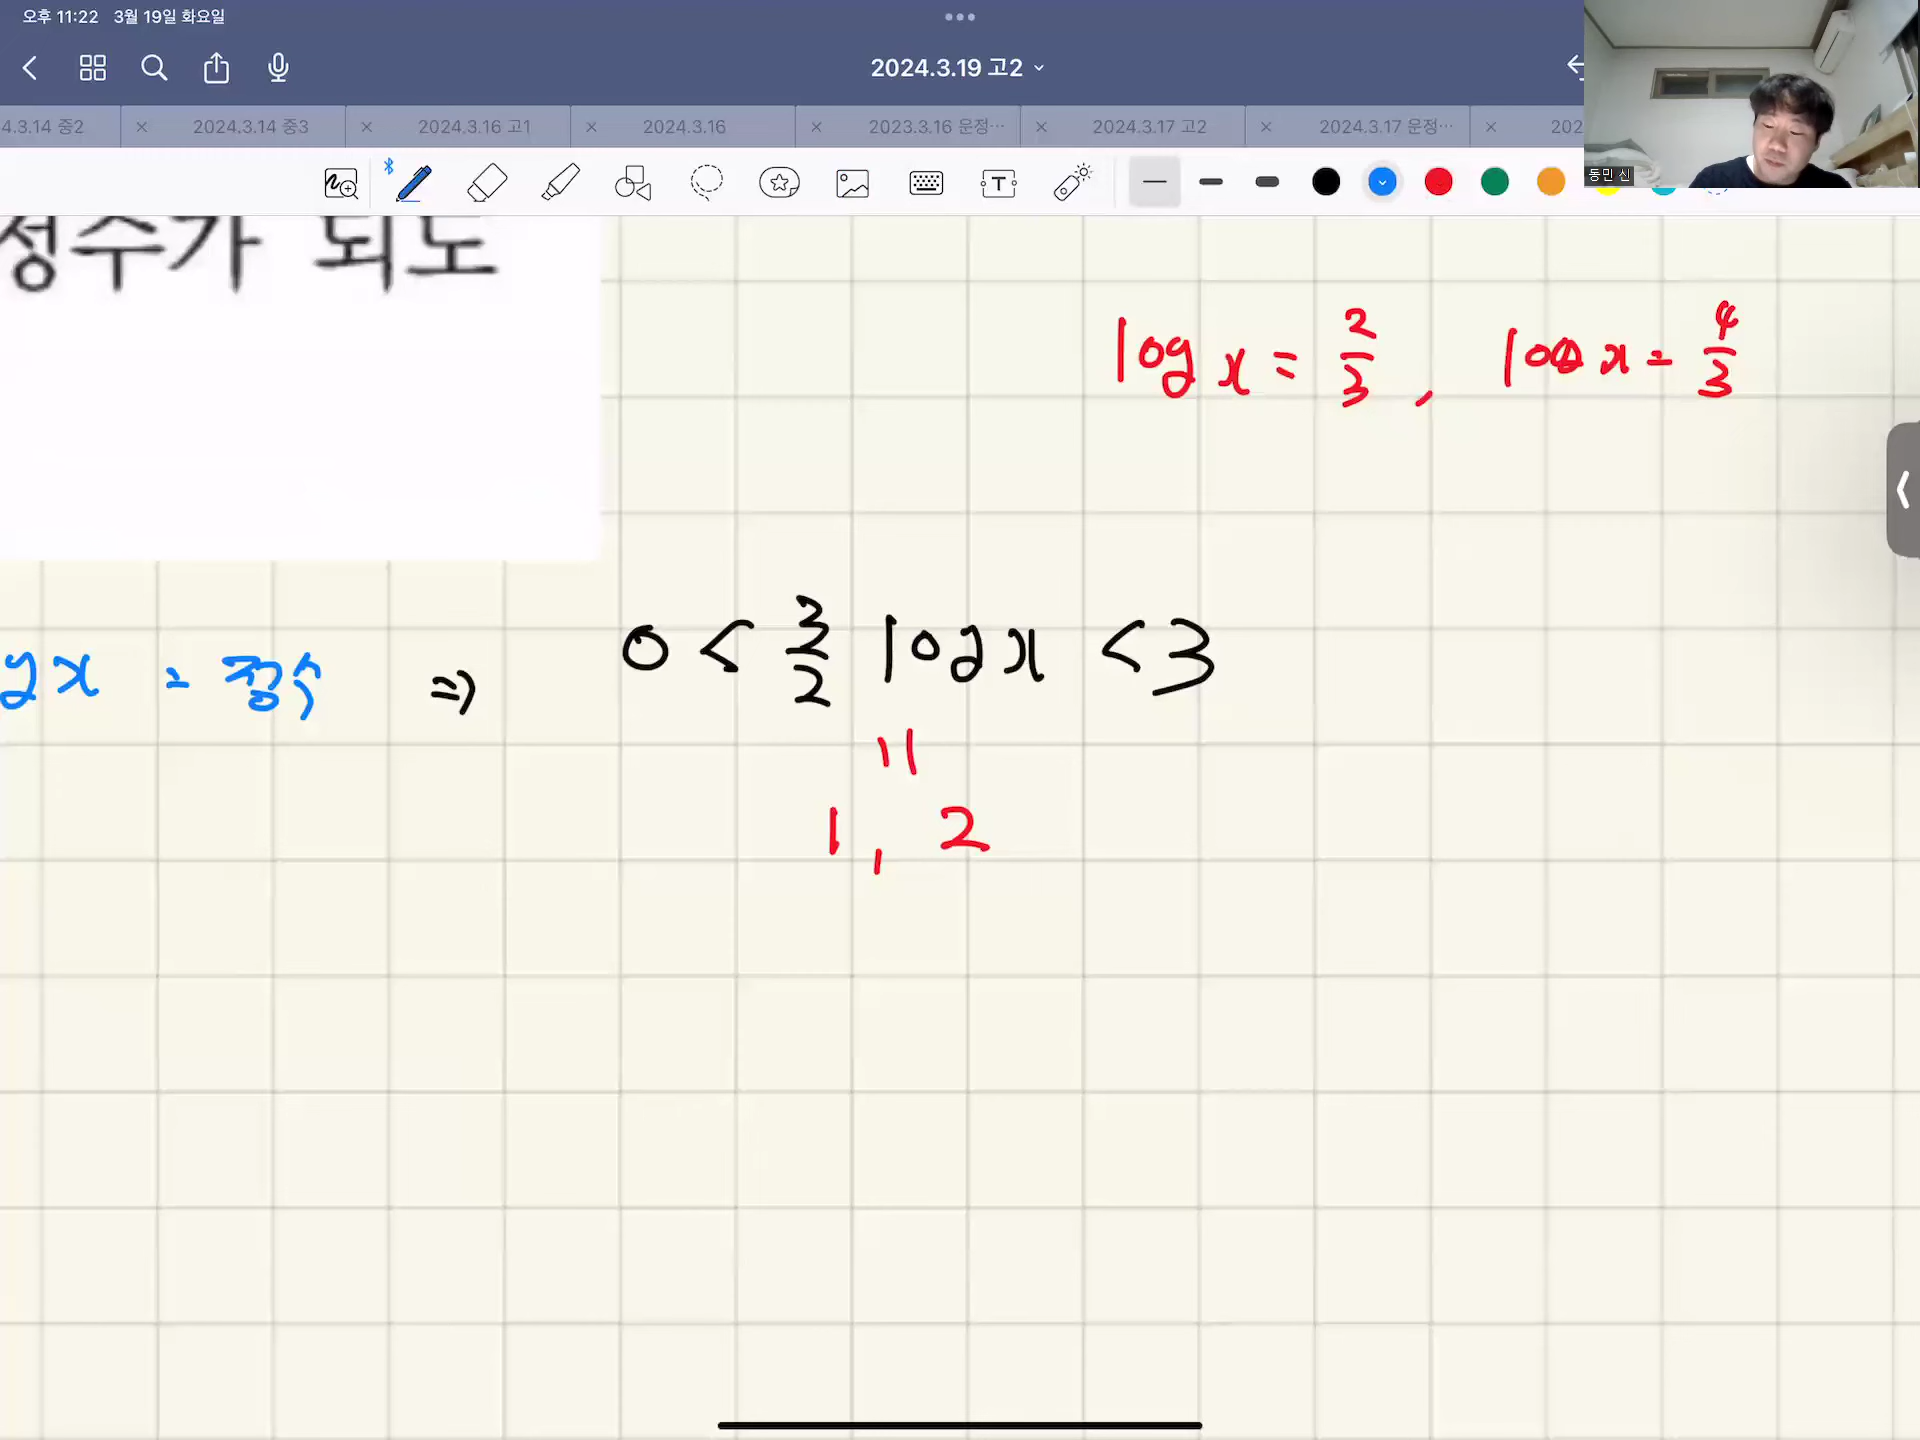 오후 11:22 3월 19일 화요일
2024.3.19 고2
4.3.14 중2
2024.3.14 중3
2024.3.16 고1
2024.3.16
2023.3.16 운정…
2024.3.17 고2
2024.3.17 운정…
202
동민 신
정수가 되도
log x = 2/3 , log x = 4/3
0 < 3/2 log x < 3
gx = 정수 ⇒
॥
1, 2